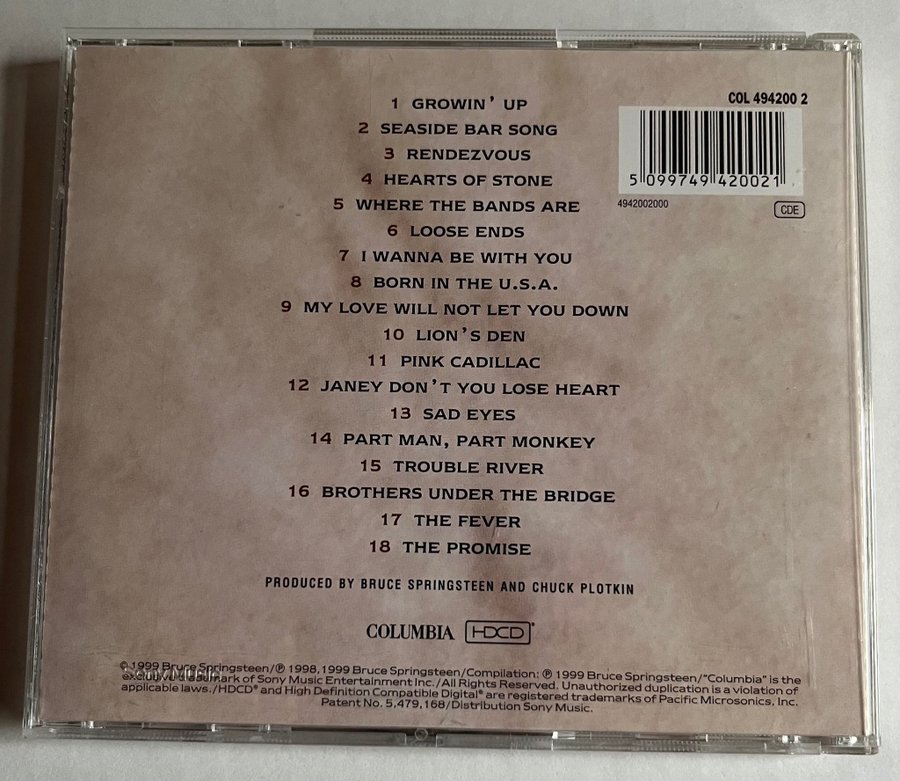 1 GROWIN' UP
2 SEASIDE BAR SONG
3 RENDEZVOUS
4 HEARTS OF STONE
5 WHERE THE BANDS ARE
6 LOOSE ENDS
7 I WANNA BE WITH YOU
8 BORN IN THE U.S.A.
9 MY LOVE WILL NOT LET YOU DOWN
10 LION'S DEN
11 PINK CADILLAC
12 JANEY DON'T YOU LOSE HEART
13 SAD EYES
14 PART MAN, PART MONKEY
15 TROUBLE RIVER
16 BROTHERS UNDER THE BRIDGE
17 THE FEVER
18 THE PROMISE
COL 494200 2
5 099749 420021
4942002000
CDE
PRODUCED BY BRUCE SPRINGSTEEN AND CHUCK PLOTKIN
COLUMBIA HDCD®
© 1999 Bruce Springsteen/℗ 1998, 1999 Bruce Springsteen/Compilation: ℗ 1999 Bruce Springsteen/"Columbia" is the
exclusive trademark of Sony Music Entertainment Inc./All Rights Reserved. Unauthorized duplication is a violation of
applicable laws./HDCD® and High Definition Compatible Digital® are registered trademarks of Pacific Microsonics, Inc.
Patent No. 5,479,168/Distribution Sony Music.